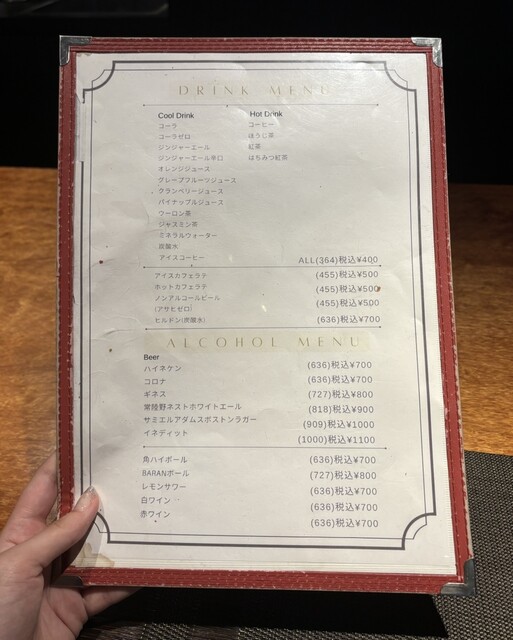 DRINK MENU
Cool Drink Hot Drink
コーラ コーヒー
コーラゼロ ほうじ茶
ジンジャーエール 紅茶
ジンジャーエール辛口 はちみつ紅茶
オレンジジュース
グレープフルーツジュース
クランベリージュース
パイナップルジュース
ウーロン茶
ジャスミン茶
ミネラルウォーター
炭酸水
アイスコーヒー ALL(364)税込¥400
アイスカフェラテ (455)税込¥500
ホットカフェラテ (455)税込¥500
ノンアルコールビール (455)税込¥500
(アサヒゼロ)
ヒルドン(炭酸水) (636)税込¥700
ALCOHOL MENU
Beer
ハイネケン (636)税込¥700
コロナ (636)税込¥700
ギネス (727)税込¥800
常陸野ネストホワイトエール (818)税込¥900
サミエルアダムスボストンラガー (909)税込¥1000
イネディット (1000)税込¥1100
角ハイボール (636)税込¥700
BARANボール (727)税込¥800
レモンサワー (636)税込¥700
白ワイン (636)税込¥700
赤ワイン (636)税込¥700